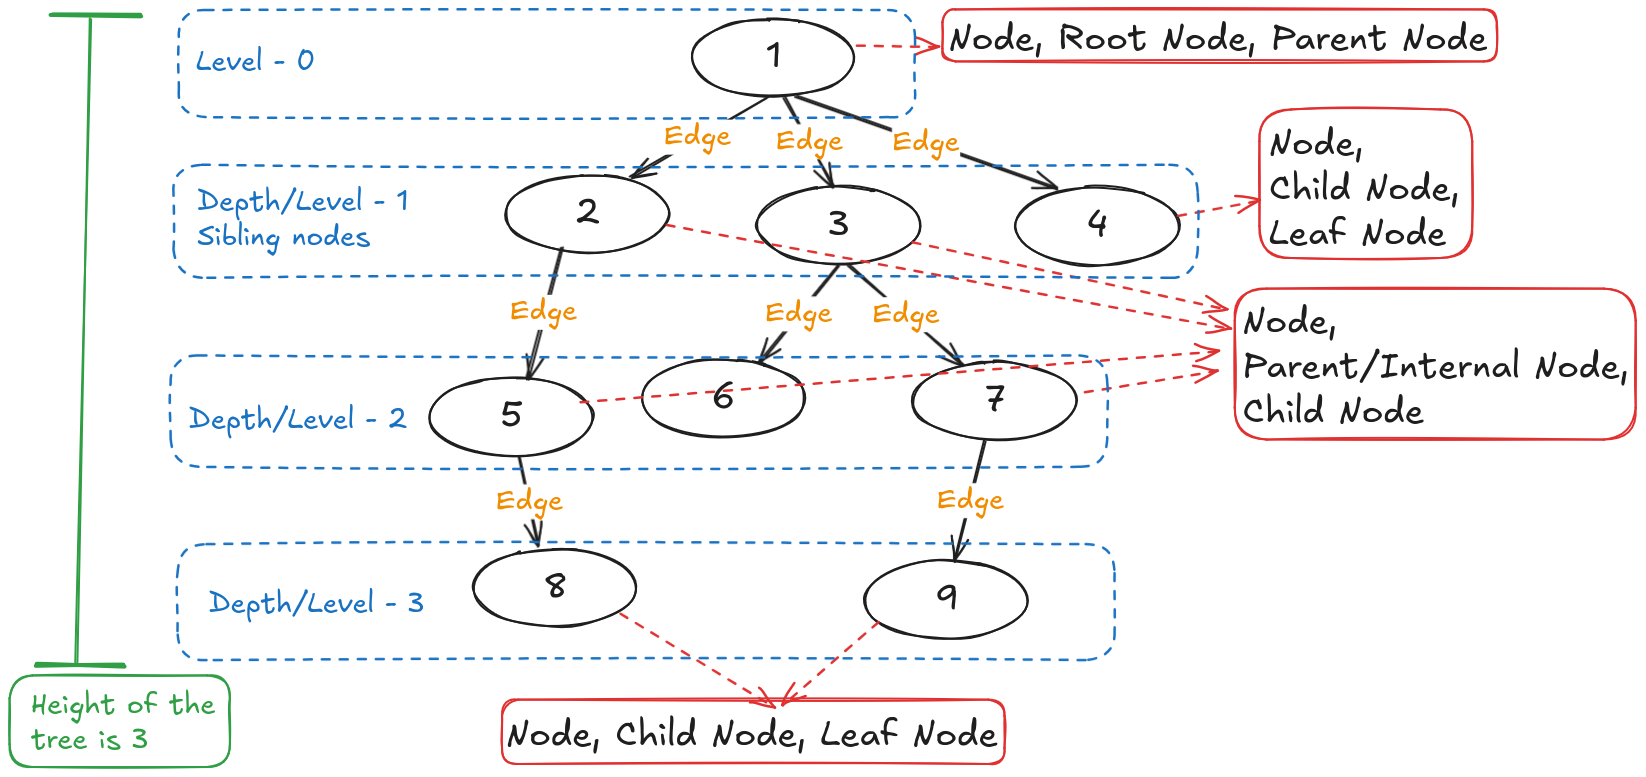 Level - 0
1
Node, Root Node, Parent Node
Edge
Edge
Edge
Node,
Child Node,
Leaf Node
Depth/Level - 1
Sibling nodes
2
3
4
Edge
Edge
Edge
Node,
Parent/Internal Node,
Child Node
Depth/Level - 2
5
6
7
Edge
Edge
Depth/Level - 3
8
9
Height of the
tree is 3
Node, Child Node, Leaf Node